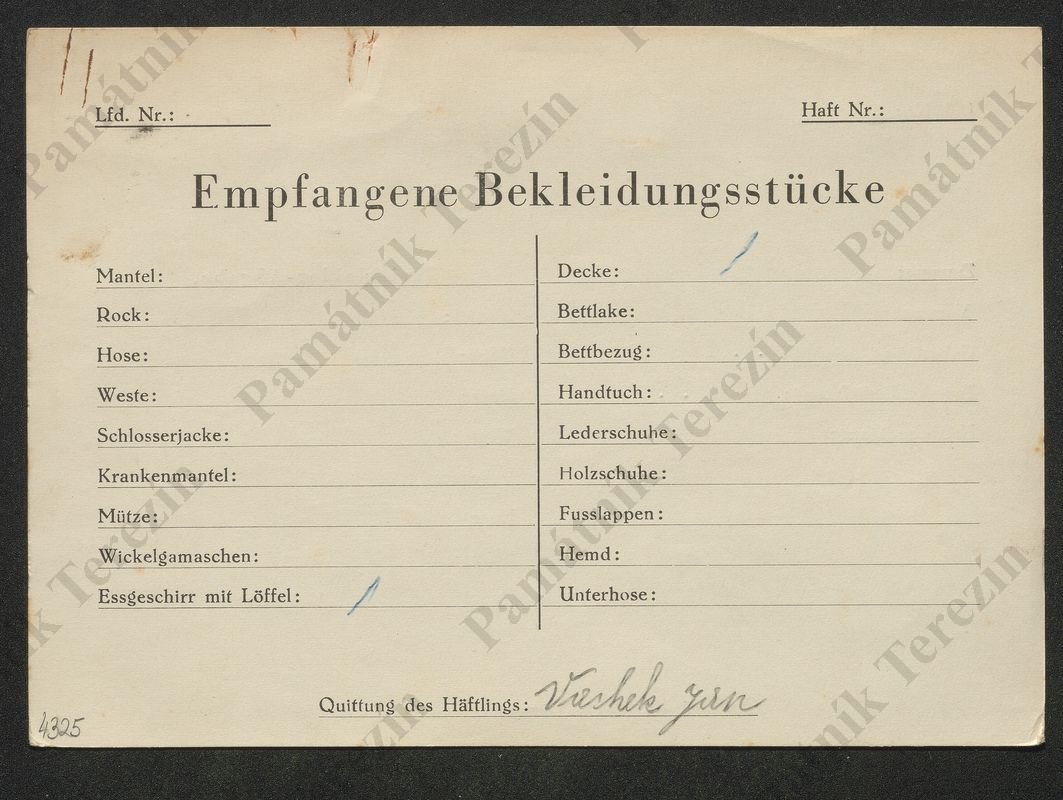 Lfd. Nr.:
Haft Nr.:
Empfangene Bekleidungsstücke
Mantel:
Rock:
Hose:
Weste:
Schlosserjacke:
Krankenmantel:
Mütze:
Wickelgamaschen:
Essgeschirr mit Löffel: 1
Decke: 1
Bettlake:
Bettbezug:
Handtuch:
Lederschuhe:
Holzschuhe:
Fusslappen:
Hemd:
Unterhose:
Quittung des Häftlings: Jan
4325
Památník Terezín